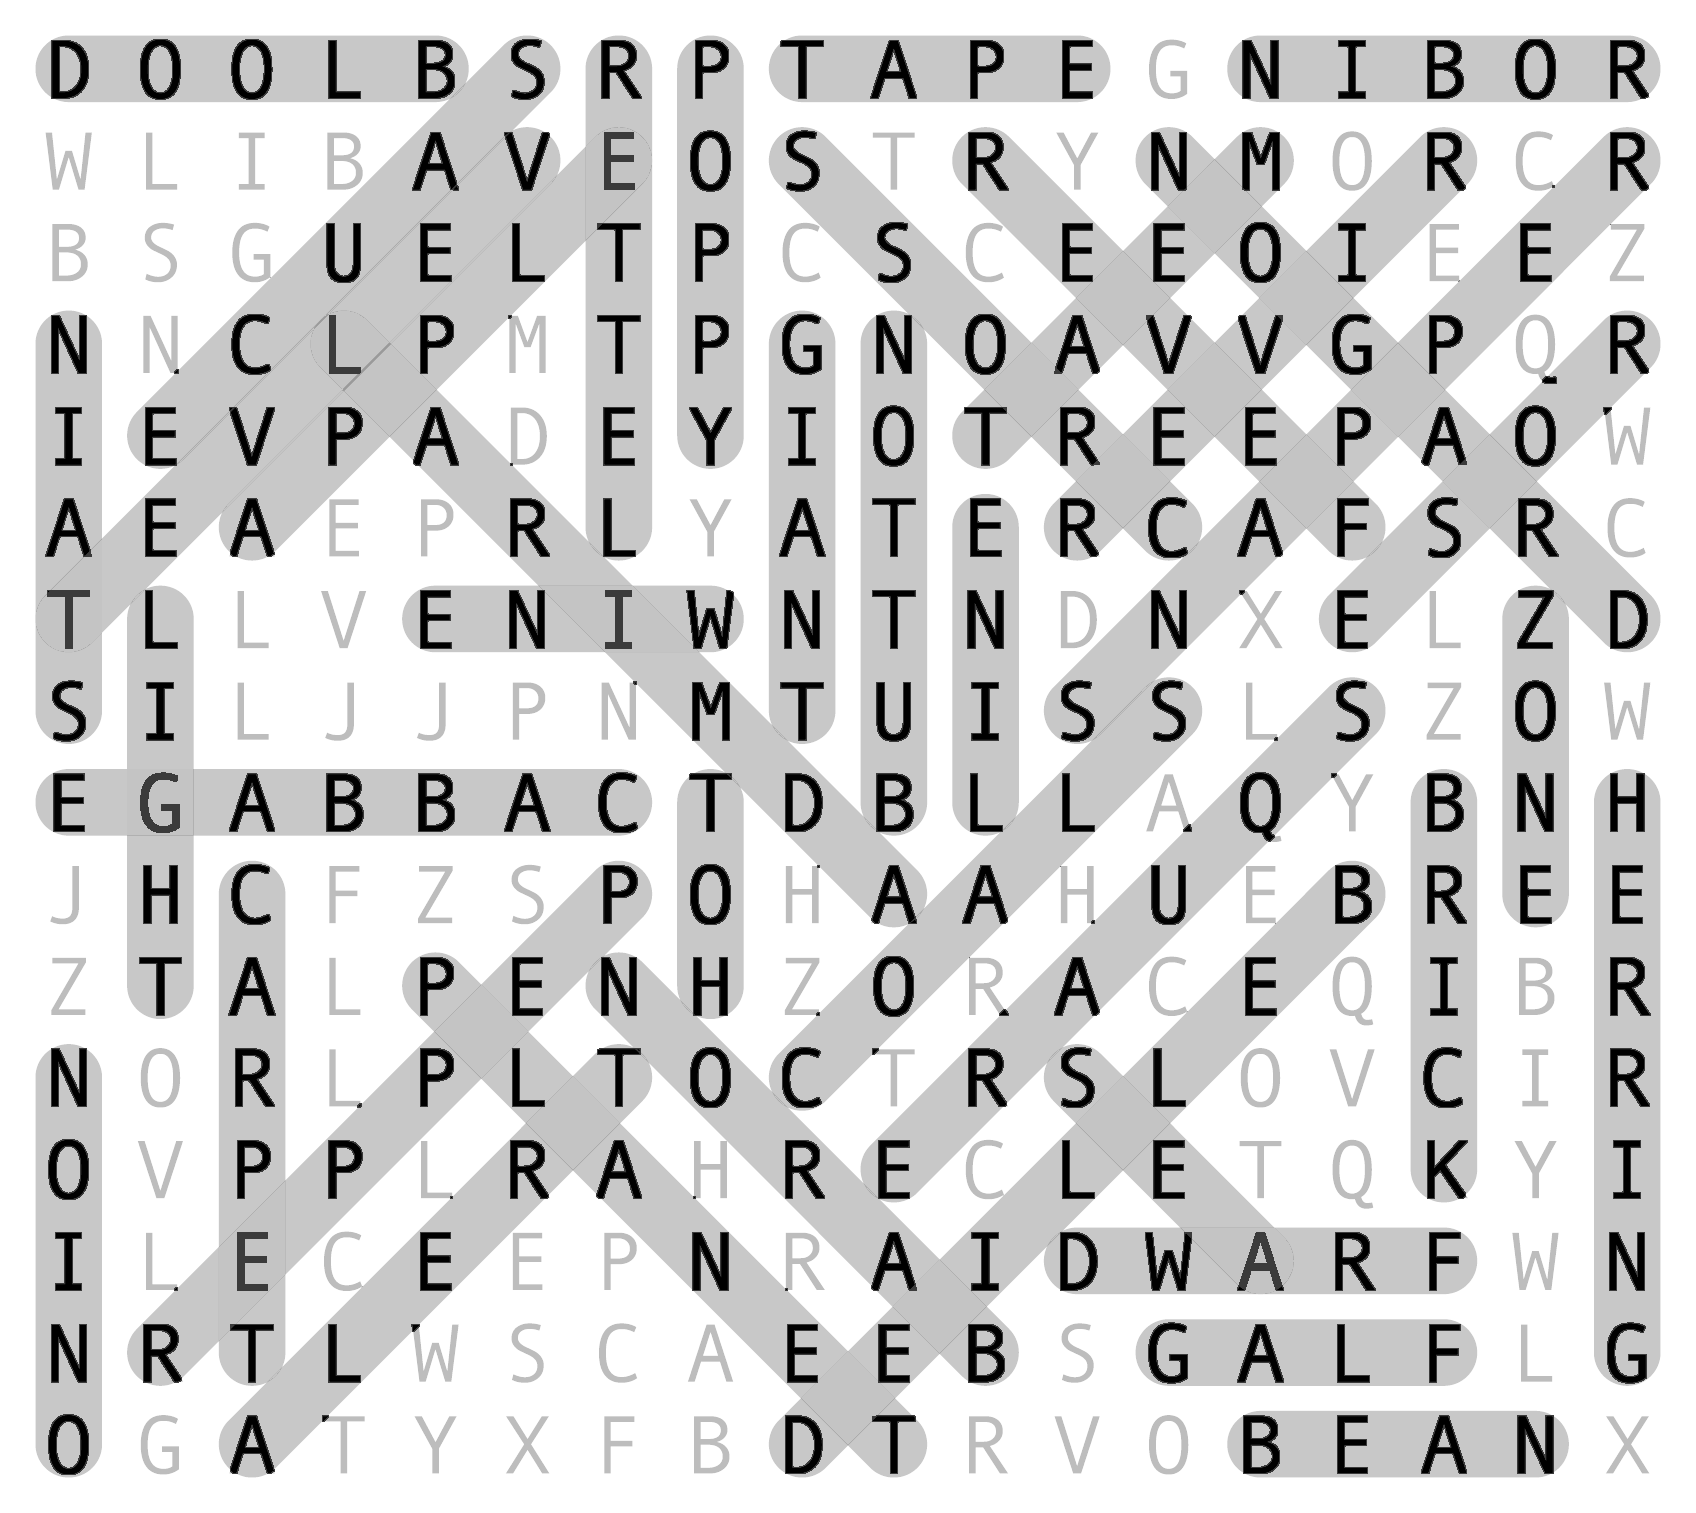 D O O L B S R P T A P E G N I B O R
W L I B A V E O S T R Y N M O R C R
B S G U E L T P C S C E E O I E E Z
N N C L P M T P G N O A V V G P Q R
I E V P A D E Y I O T R E E P A O W
A E A E P R L Y A T E R C A F S R C
T L L V E N I W N T N D N X E L Z D
S I L J J P N M T U I S S L S Z O W
E G A B B A C T D B L L A Q Y B N H
J H C F Z S P O H A A H U E B R E E
Z T A L P E N H Z O R A C E Q I B R
N O R L P L T O C T R S L O V C I R
O V P P L R A H R E C L E T Q K Y I
I L E C E E P N R A I D W A R F W N
N R T L W S C A E E B S G A L F L G
O G A T Y X F B D T R V O B E A N X